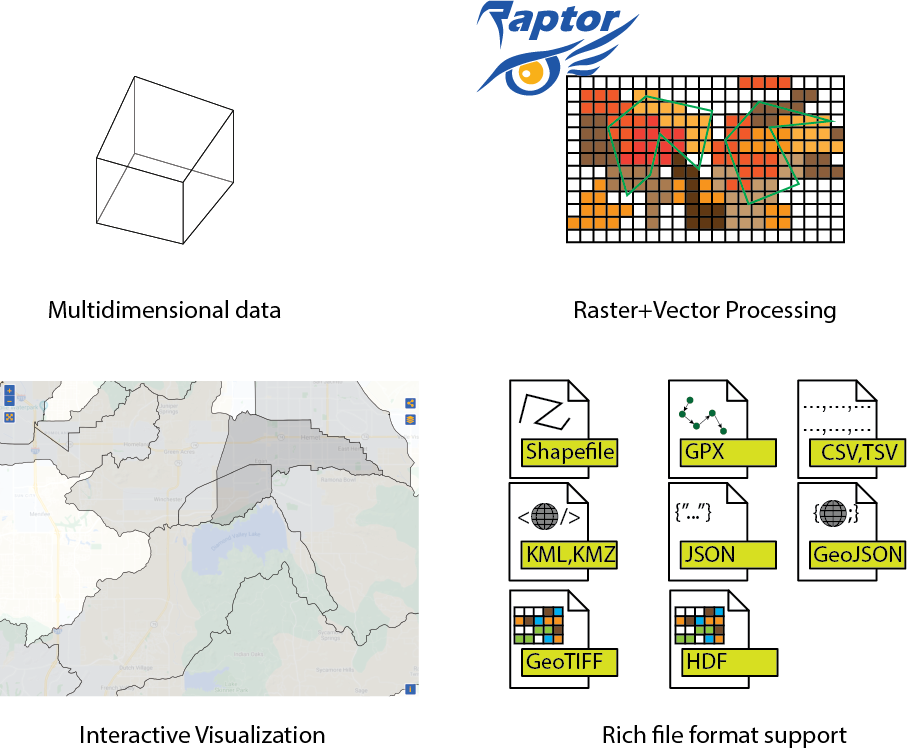 Raptor
Multidimensional data
Raster+Vector Processing
+
−
Interactive Visualization
Shapefile
GPX
...,...,...
...,...,...
CSV,TSV
< />
KML,KMZ
{"..."}
JSON
{ ;}
GeoJSON
GeoTIFF
HDF
Rich file format support